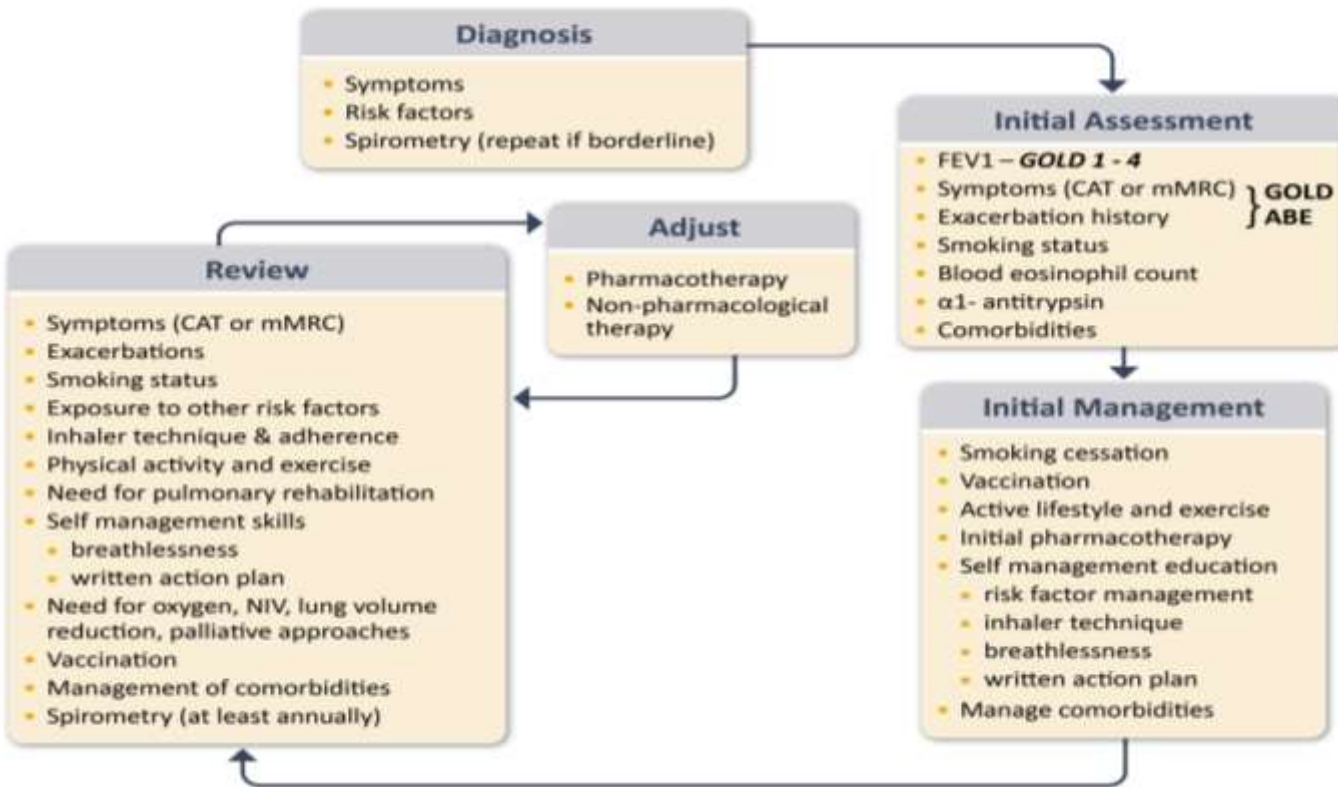 Diagnosis
• Symptoms
• Risk factors
• Spirometry (repeat if borderline)
Initial Assessment
• FEV1 – GOLD 1 - 4
• Symptoms (CAT or mMRC)
• Exacerbation history
GOLD
ABE
• Smoking status
• Blood eosinophil count
• α1- antitrypsin
• Comorbidities
Initial Management
• Smoking cessation
• Vaccination
• Active lifestyle and exercise
• Initial pharmacotherapy
• Self management education
• risk factor management
• inhaler technique
• breathlessness
• written action plan
• Manage comorbidities
Review
• Symptoms (CAT or mMRC)
• Exacerbations
• Smoking status
• Exposure to other risk factors
• Inhaler technique & adherence
• Physical activity and exercise
• Need for pulmonary rehabilitation
• Self management skills
• breathlessness
• written action plan
• Need for oxygen, NIV, lung volume
reduction, palliative approaches
• Vaccination
• Management of comorbidities
• Spirometry (at least annually)
Adjust
• Pharmacotherapy
• Non-pharmacological
therapy